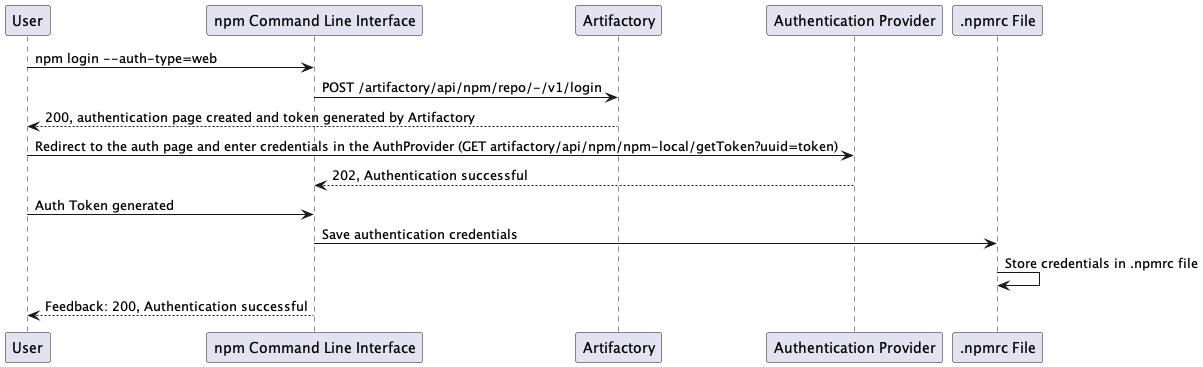 User
npm Command Line Interface
Artifactory
Authentication Provider
.npmrc File
npm login --auth-type=web
POST /artifactory/api/npm/repo/-/v1/login
200, authentication page created and token generated by Artifactory
Redirect to the auth page and enter credentials in the AuthProvider (GET artifactory/api/npm/npm-local/getToken?uuid=token)
202, Authentication successful
Auth Token generated
Save authentication credentials
Store credentials in .npmrc file
Feedback: 200, Authentication successful
User
npm Command Line Interface
Artifactory
Authentication Provider
.npmrc File